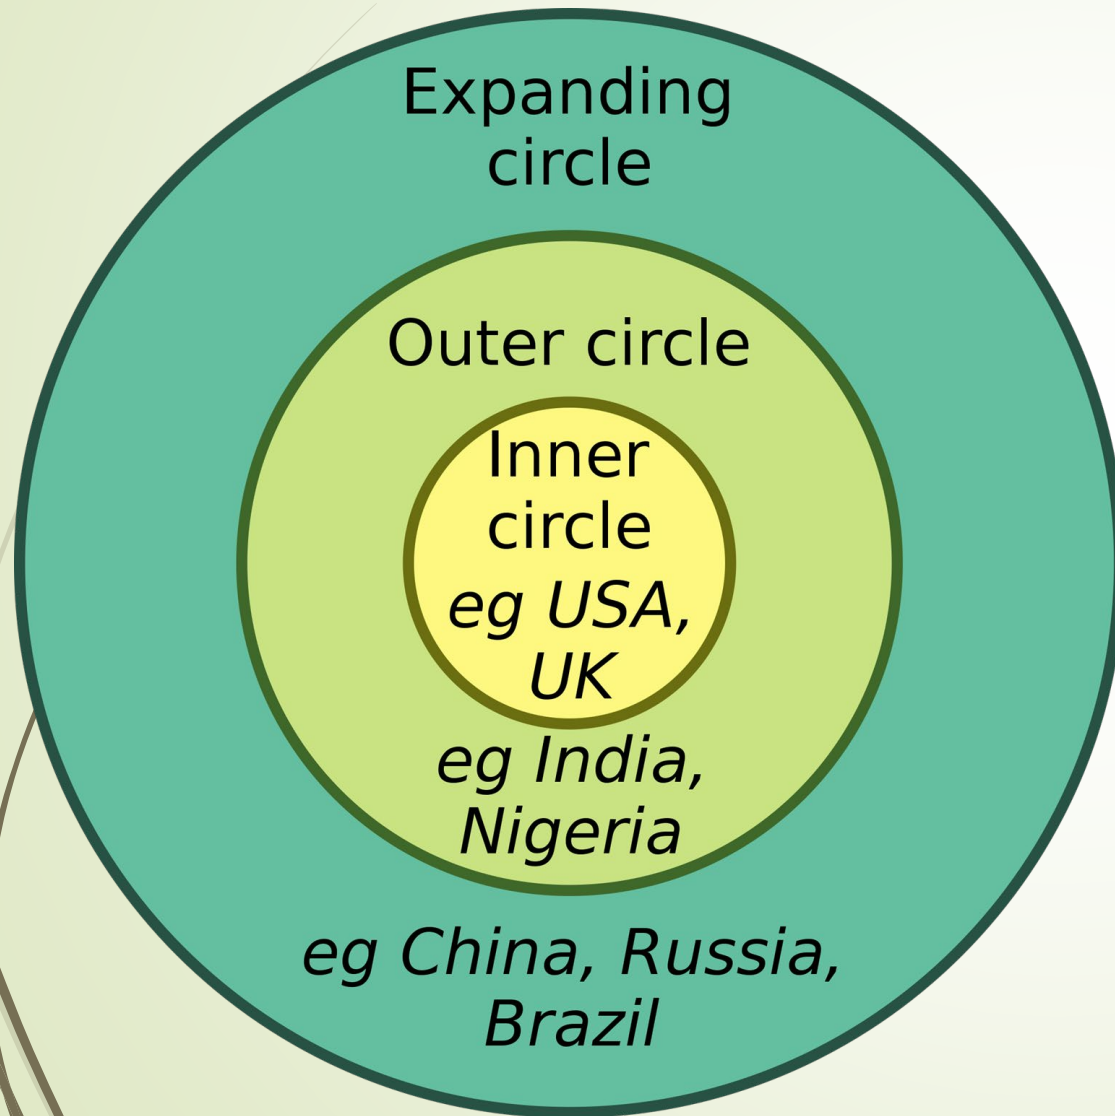 Expanding
circle
Outer circle
Inner
circle
eg USA,
UK
eg India,
Nigeria
eg China, Russia,
Brazil